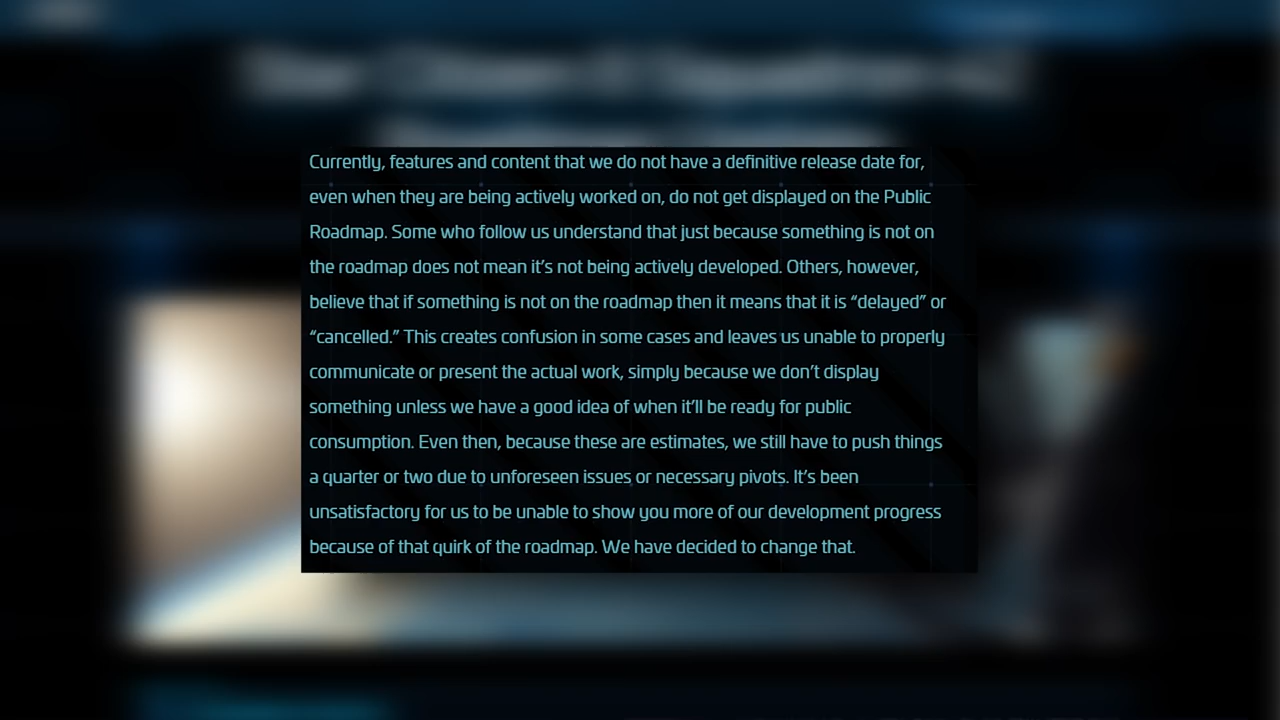 Currently, features and content that we do not have a definitive release date for,
even when they are being actively worked on, do not get displayed on the Public
Roadmap. Some who follow us understand that just because something is not on
the roadmap does not mean it’s not being actively developed. Others, however,
believe that if something is not on the roadmap then it means that it is “delayed” or
“cancelled.” This creates confusion in some cases and leaves us unable to properly
communicate or present the actual work, simply because we don’t display
something unless we have a good idea of when it’ll be ready for public
consumption. Even then, because these are estimates, we still have to push things
a quarter or two due to unforeseen issues or necessary pivots. It’s been
unsatisfactory for us to be unable to show you more of our development progress
because of that quirk of the roadmap. We have decided to change that.